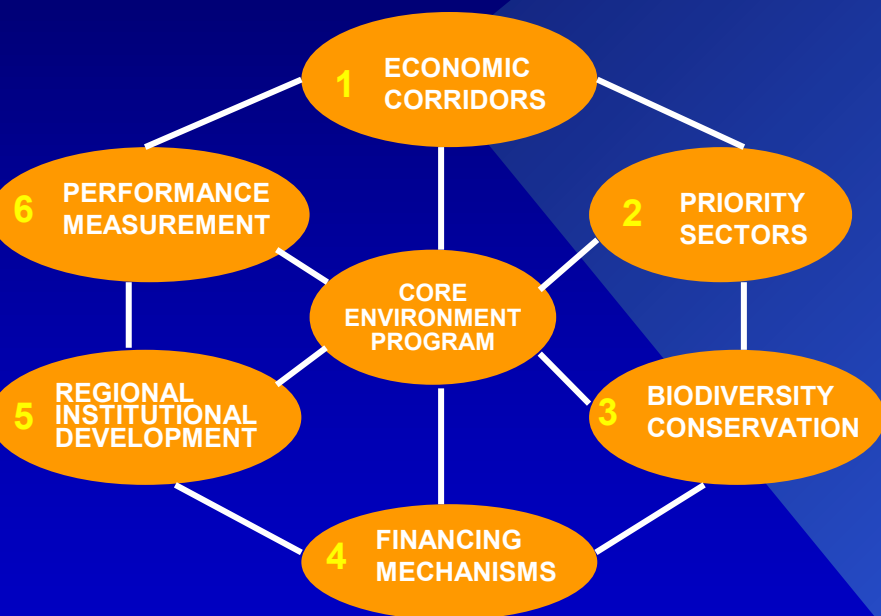 1 ECONOMIC
CORRIDORS
6 PERFORMANCE
MEASUREMENT
2 PRIORITY
SECTORS
CORE
ENVIRONMENT
PROGRAM
5 REGIONAL
INSTITUTIONAL
DEVELOPMENT
3 BIODIVERSITY
CONSERVATION
4 FINANCING
MECHANISMS